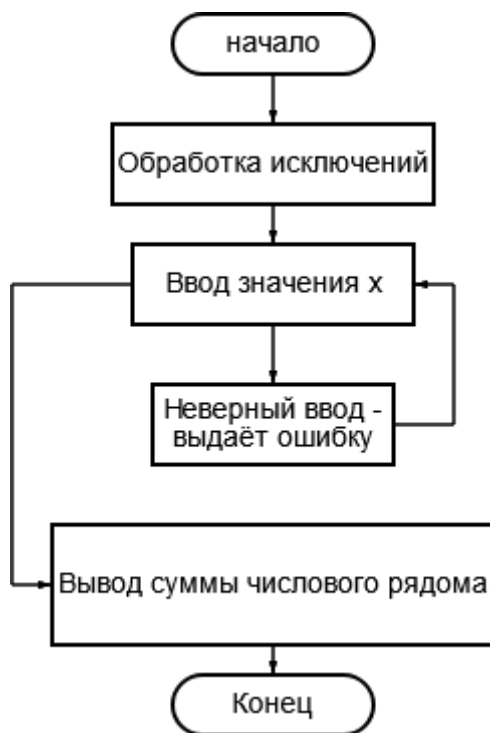 начало
Обработка исключений
Ввод значения x
Неверный ввод -
выдаёт ошибку
Вывод суммы числового рядома
Конец